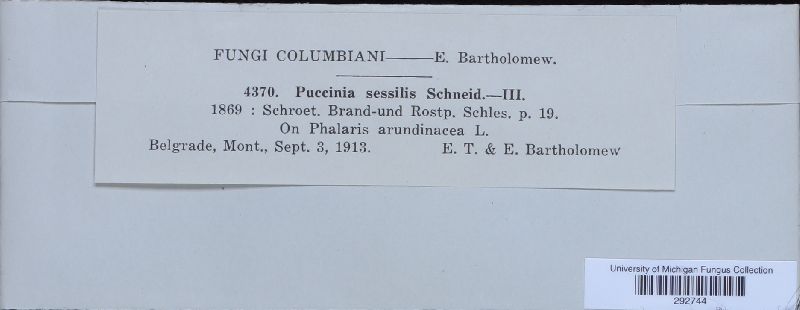 FUNGI COLUMBIANI——E. Bartholomew.
4370. Puccinia sessilis Schneid.—III.
1869 : Schroet. Brand-und Rostp. Schles. p. 19.
On Phalaris arundinacea L.
Belgrade, Mont., Sept. 3, 1913. E. T. & E. Bartholomew
University of Michigan Fungus Collection
292744